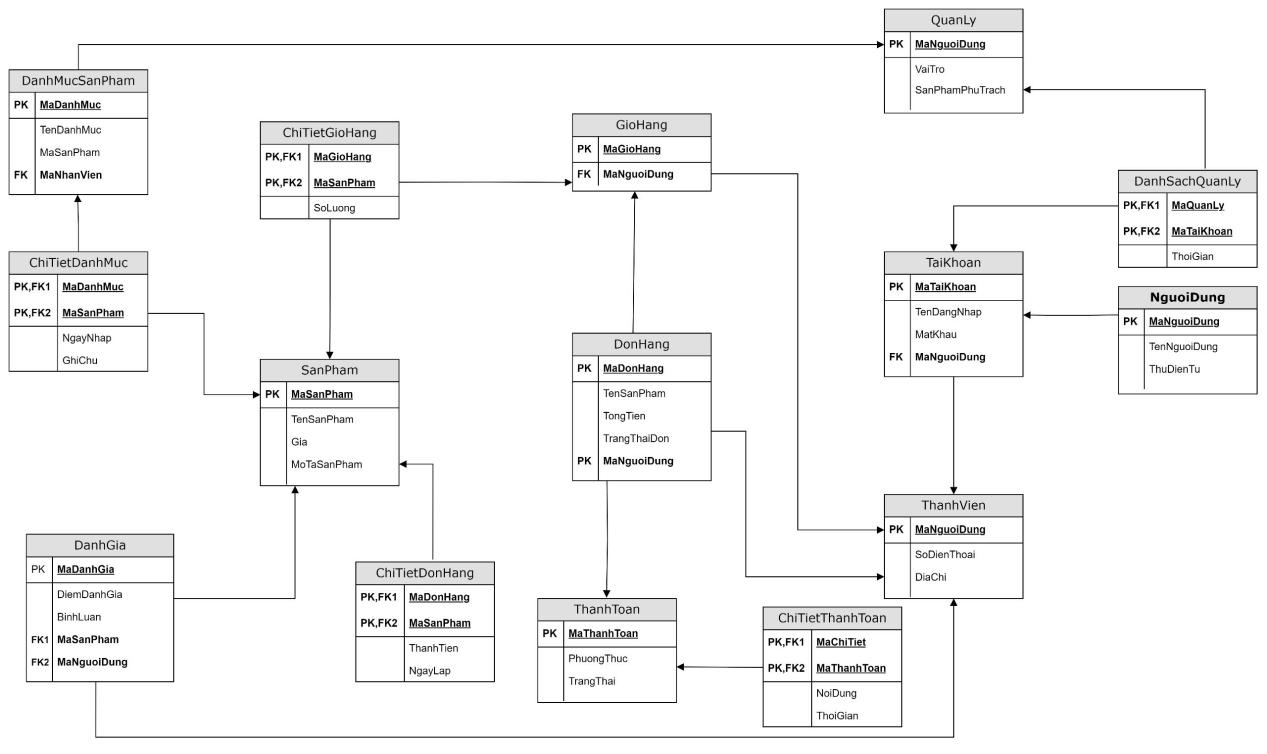 QuanLy
PK MaNguoiDung
VaiTro
SanPhamPhuTrach
DanhMucSanPham
PK MaDanhMuc
TenDanhMuc
MaSanPham
FK MaNhanVien
ChiTietGioHang
PK,FK1 MaGioHang
PK,FK2 MaSanPham
SoLuong
GioHang
PK MaGioHang
FK MaNguoiDung
DanhSachQuanLy
PK,FK1 MaQuanLy
PK,FK2 MaTaiKhoan
ThoiGian
ChiTietDanhMuc
PK,FK1 MaDanhMuc
PK,FK2 MaSanPham
NgayNhap
GhiChu
TaiKhoan
PK MaTaiKhoan
TenDangNhap
MatKhau
FK MaNguoiDung
NguoiDung
PK MaNguoiDung
TenNguoiDung
ThuDienTu
SanPham
PK MaSanPham
TenSanPham
Gia
MoTaSanPham
DonHang
PK MaDonHang
TenSanPham
TongTien
TrangThaiDon
PK MaNguoiDung
ThanhVien
PK MaNguoiDung
SoDienThoai
DiaChi
DanhGia
PK MaDanhGia
DiemDanhGia
BinhLuan
FK1 MaSanPham
FK2 MaNguoiDung
ChiTietDonHang
PK,FK1 MaDonHang
PK,FK2 MaSanPham
ThanhTien
NgayLap
ThanhToan
PK MaThanhToan
PhuongThuc
TrangThai
ChiTietThanhToan
PK,FK1 MaChiTiet
PK,FK2 MaThanhToan
NoiDung
ThoiGian